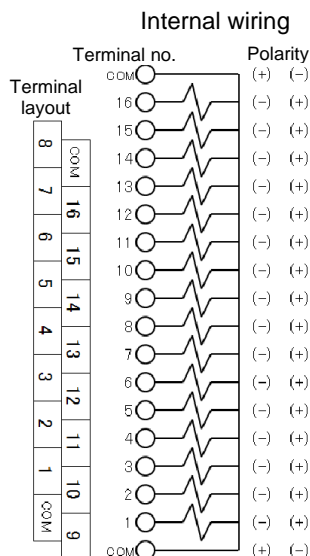 Internal wiring
Terminal no. Polarity
Terminal
layout
COM (+) (-)
16 (-) (+)
15 (-) (+)
14 (-) (+)
13 (-) (+)
12 (-) (+)
11 (-) (+)
10 (-) (+)
9 (-) (+)
8 (-) (+)
7 (-) (+)
6 (-) (+)
5 (-) (+)
4 (-) (+)
3 (-) (+)
2 (-) (+)
1 (-) (+)
COM (+) (-)
8
COM
7
16
6
15
5
14
4
13
3
12
2
11
1
10
COM
9